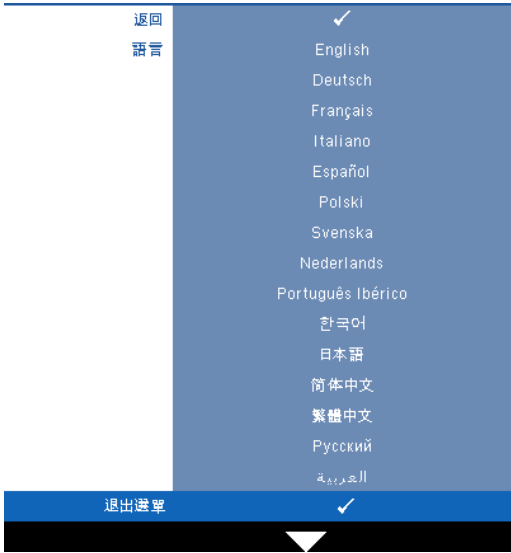 返回 ✓
語言 English
Deutsch
Français
Italiano
Español
Polski
Svenska
Nederlands
Português Ibérico
한국어
日本語
简体中文
繁體中文
Русский
العربية
退出選單 ✓